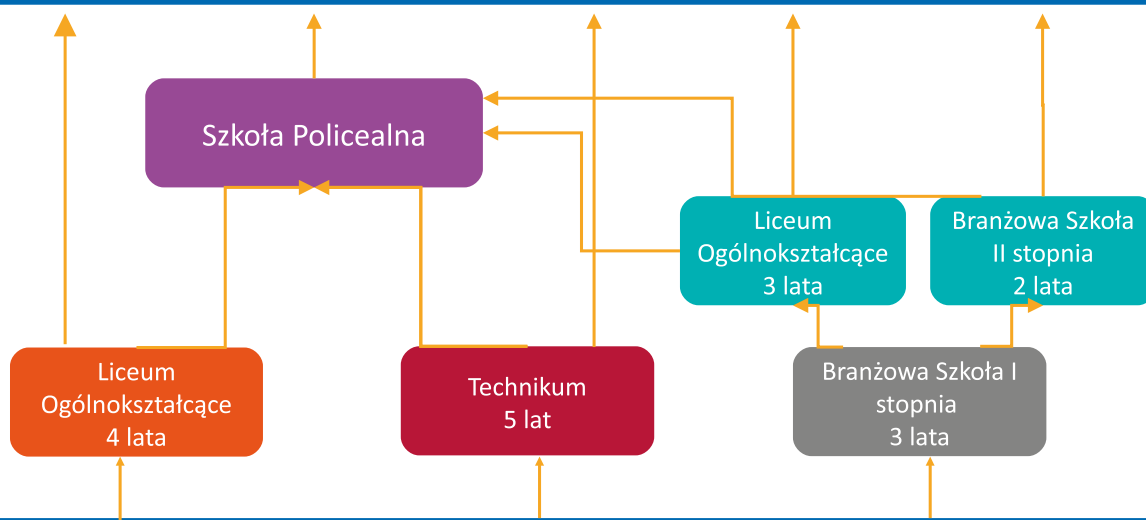 Szkoła Policealna
Liceum
Ogólnokształcące
3 lata
Branżowa Szkoła
II stopnia
2 lata
Liceum
Ogólnokształcące
4 lata
Technikum
5 lat
Branżowa Szkoła I
stopnia
3 lata